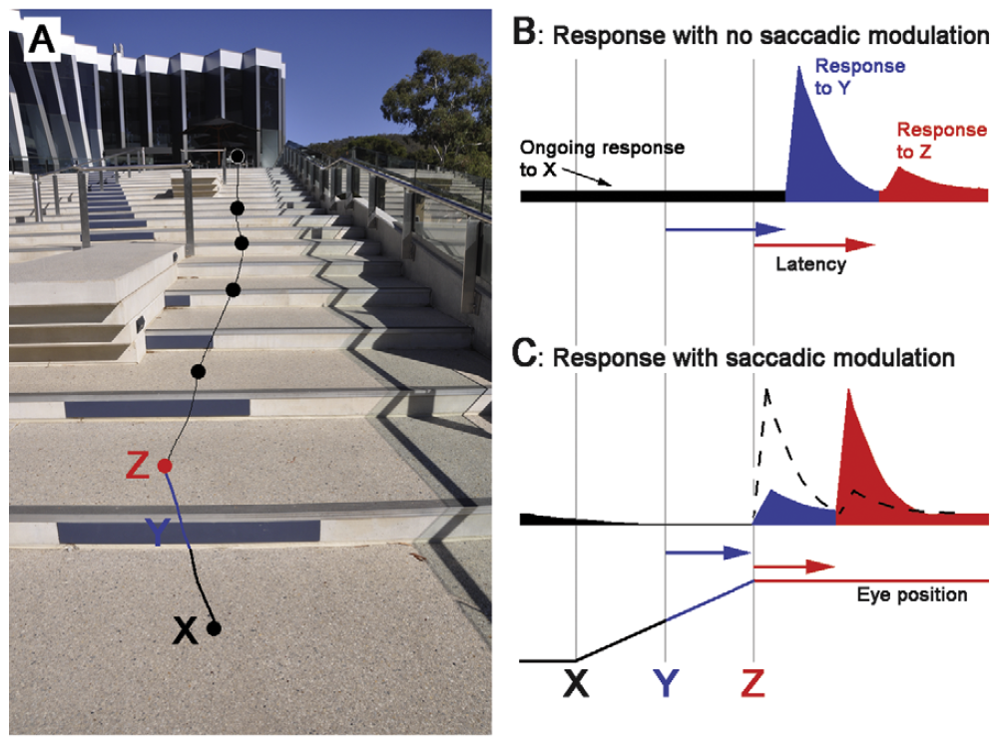 A
Z
Y
X
B: Response with no saccadic modulation
Response
to Y
Response
to Z
Ongoing response
to X
Latency
C: Response with saccadic modulation
Eye position
X Y Z